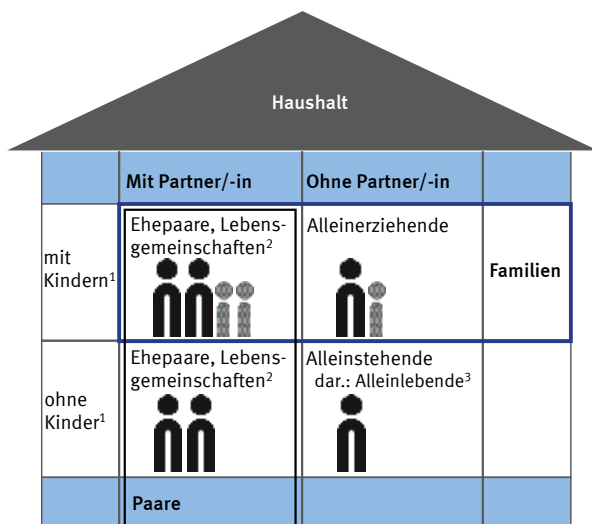 Haushalt
Mit Partner/-in
Ohne Partner/-in
mit
Kindern¹
Ehepaare, Lebens-
gemeinschaften²
Alleinerziehende
Familien
ohne
Kinder¹
Ehepaare, Lebens-
gemeinschaften²
Alleinstehende
dar.: Alleinlebende³
Paare